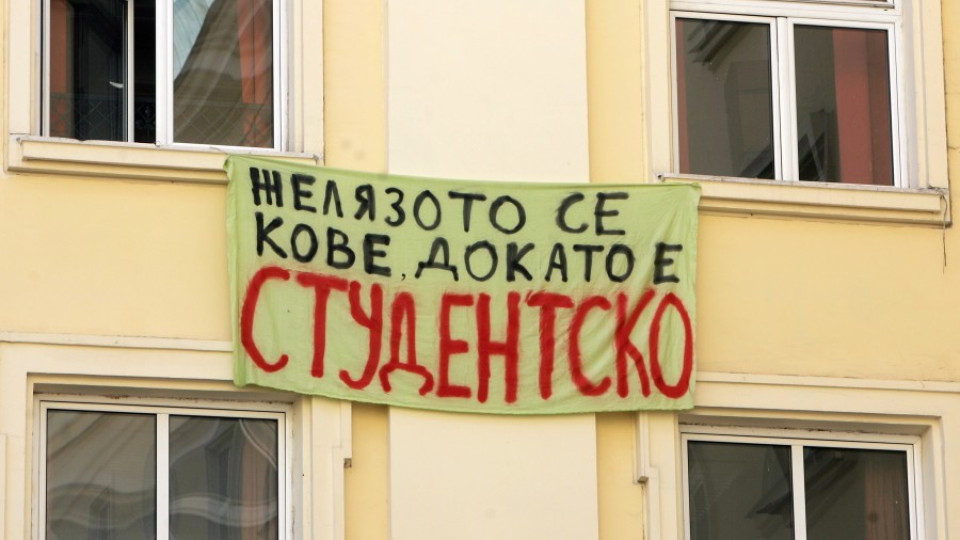 ЖЕЛЯЗОТО СЕ
КОВЕ, ДОКАТО Е
СТУДЕНТСКО